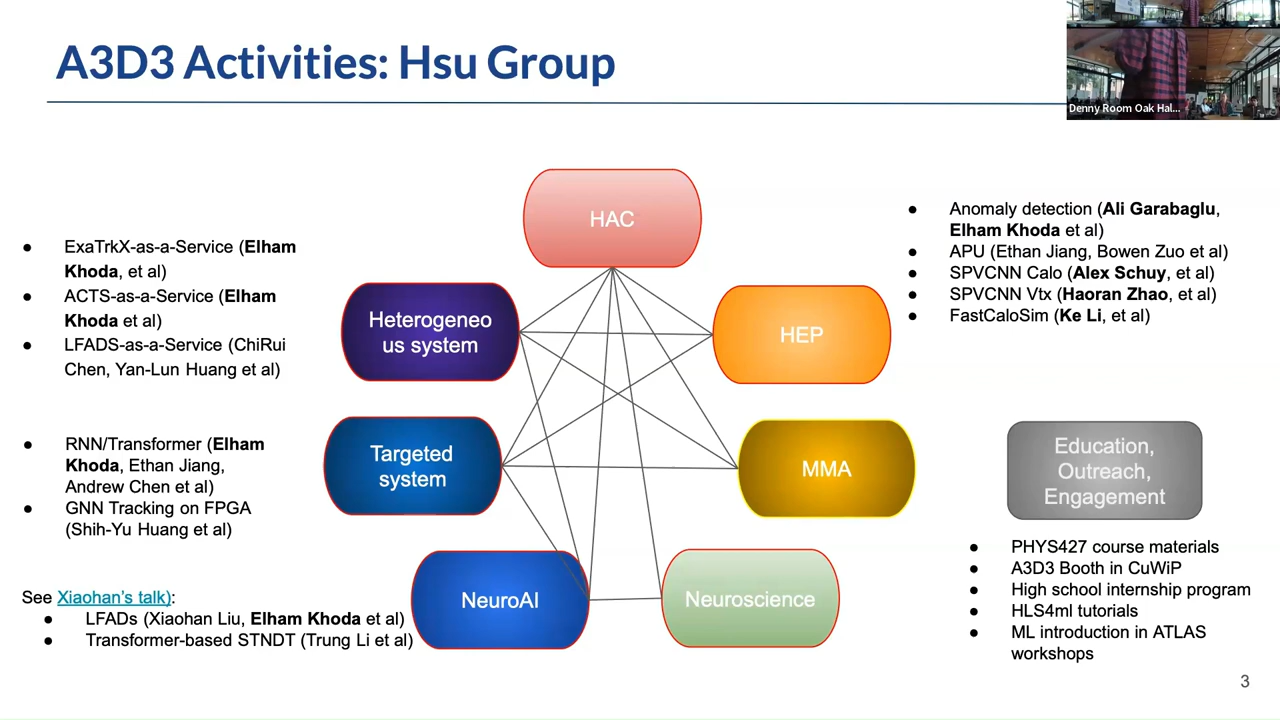 A3D3 Activities: Hsu Group
Denny Room Oak Hal...
HAC
Heterogeneo
us system
HEP
Targeted
system
MMA
NeuroAI
Neuroscience
● ExaTrkX-as-a-Service (Elham
Khoda, et al)
● ACTS-as-a-Service (Elham
Khoda et al)
● LFADS-as-a-Service (ChiRui
Chen, Yan-Lun Huang et al)
● RNN/Transformer (Elham
Khoda, Ethan Jiang,
Andrew Chen et al)
● GNN Tracking on FPGA
(Shih-Yu Huang et al)
See Xiaohan's talk):
● LFADs (Xiaohan Liu, Elham Khoda et al)
● Transformer-based STNDT (Trung Li et al)
● Anomaly detection (Ali Garabaglu,
Elham Khoda et al)
● APU (Ethan Jiang, Bowen Zuo et al)
● SPVCNN Calo (Alex Schuy, et al)
● SPVCNN Vtx (Haoran Zhao, et al)
● FastCaloSim (Ke Li, et al)
Education,
Outreach,
Engagement
● PHYS427 course materials
● A3D3 Booth in CuWiP
● High school internship program
● HLS4ml tutorials
● ML introduction in ATLAS
workshops
3